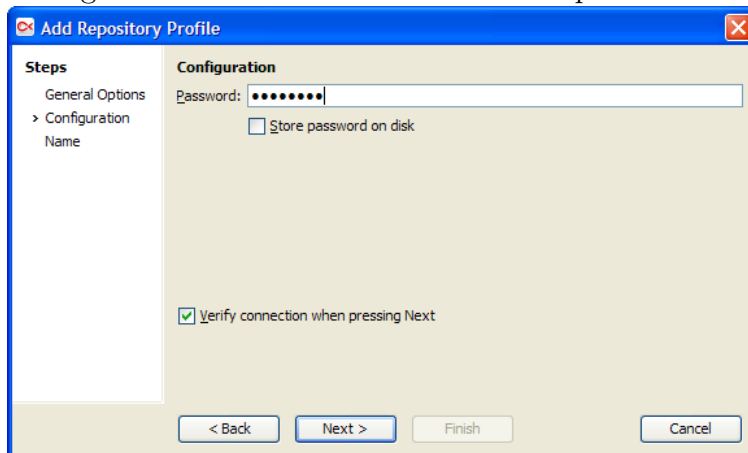 Add Repository Profile
Steps
General Options
> Configuration
Name
Configuration
Password: ••••••••
Store password on disk
Verify connection when pressing Next
< Back
Next >
Finish
Cancel